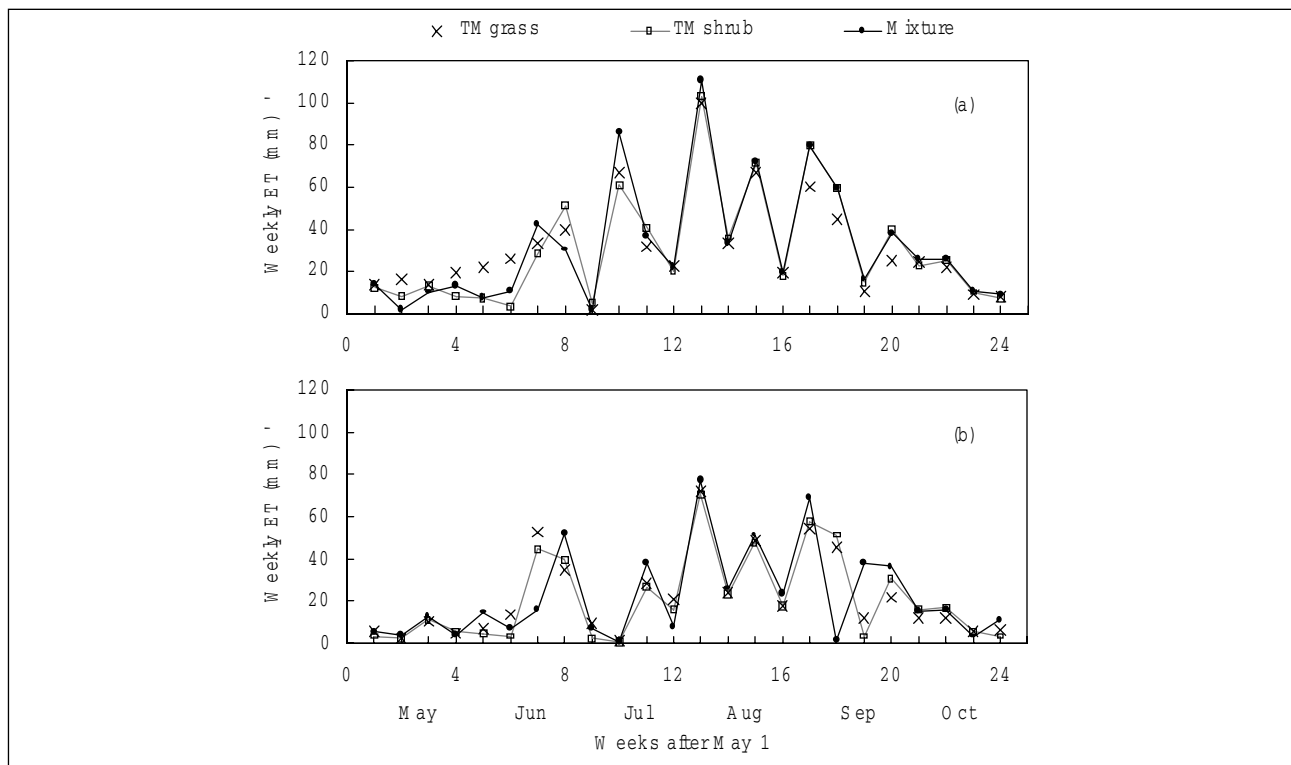 TM grass TM shrub Mixture
120
100
80
60
40
20
0
Weekly ET (mm)
(a)
0 4 8 12 16 20 24
120
100
80
60
40
20
0
Weekly ET (mm)
(b)
0 4 8 12 16 20 24
May Jun Jul Aug Sep Oct
Weeks after May 1